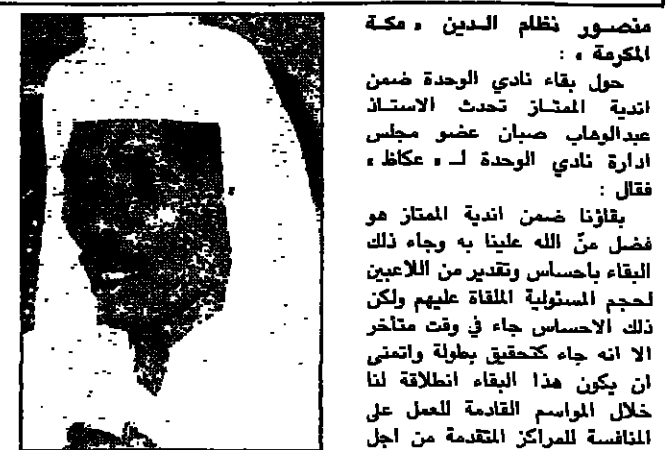 منصور نظام الدين « مكة
المكرمة » :
حول بقاء نادي الوحدة ضمن
اندية الممتاز تحدث الاستاذ
عبدالوهاب صبان عضو مجلس
ادارة نادي الوحدة لـ « عكاظ »
فقال :
بقاؤنا ضمن اندية الممتاز هو
فضل منّ الله علينا به وجاء ذلك
البقاء باحساس وتقدير من اللاعبين
لحجم المسئولية الملقاة عليهم ولكن
ذلك الاحساس جاء في وقت متأخر
الا انه جاء كتحقيق بطولة واتمنى
ان يكون هذا البقاء انطلاقة لنا
خلال المواسم القادمة للعمل على
المنافسة للمراكز المتقدمة من اجل